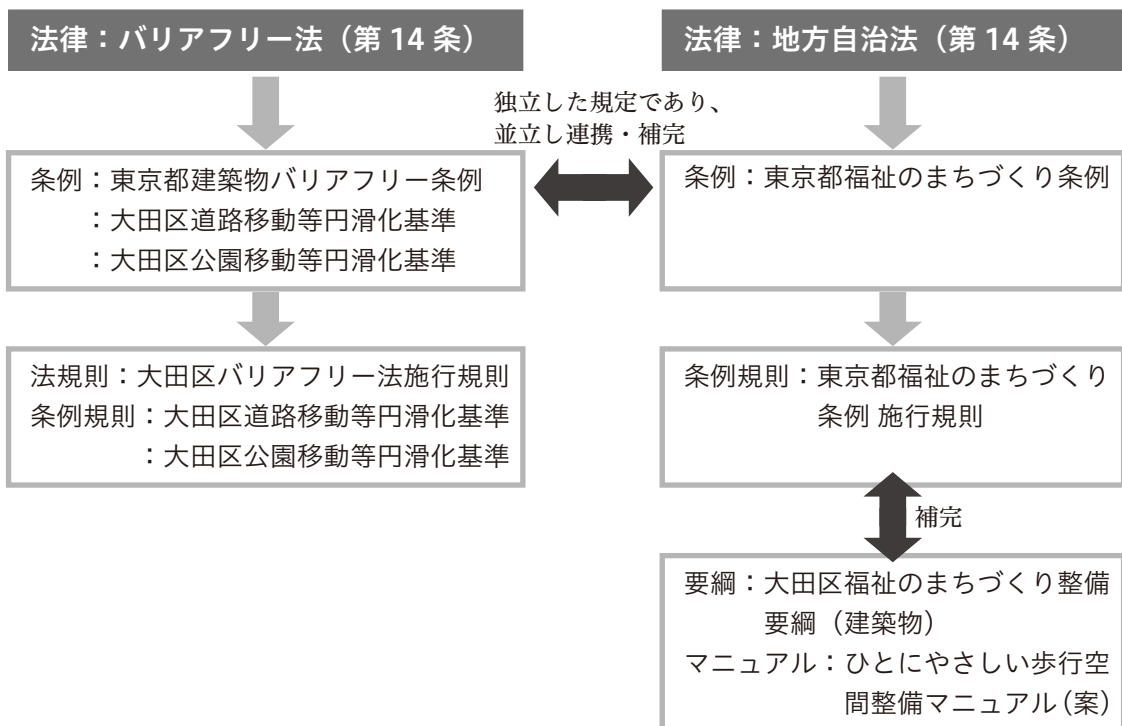 法律：バリアフリー法（第 14 条）
条例：東京都建築物バリアフリー条例
：大田区道路移動等円滑化基準
：大田区公園移動等円滑化基準
法規則：大田区バリアフリー法施行規則
条例規則：大田区道路移動等円滑化基準
：大田区公園移動等円滑化基準
独立した規定であり、
並立し連携・補完
法律：地方自治法（第 14 条）
条例：東京都福祉のまちづくり条例
条例規則：東京都福祉のまちづくり
条例 施行規則
補完
要綱：大田区福祉のまちづくり整備
要綱（建築物）
マニュアル：ひとにやさしい歩行空
間整備マニュアル（案）